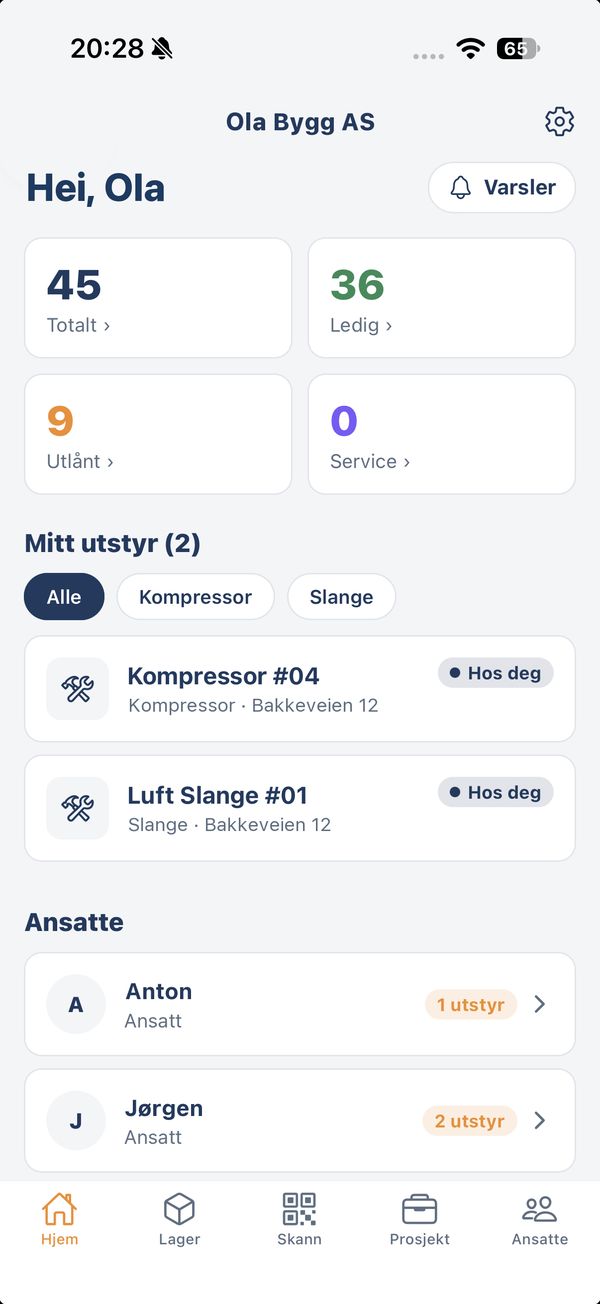 20:28
65
Ola Bygg AS
Hei, Ola
Varsler
45
Totalt ›
36
Ledig ›
9
Utlånt ›
0
Service ›
Mitt utstyr (2)
Alle
Kompressor
Slange
Kompressor #04
Hos deg
Kompressor · Bakkeveien 12
Luft Slange #01
Hos deg
Slange · Bakkeveien 12
Ansatte
A
Anton
Ansatt
1 utstyr
J
Jørgen
Ansatt
2 utstyr
Hjem
Lager
Skann
Prosjekt
Ansatte